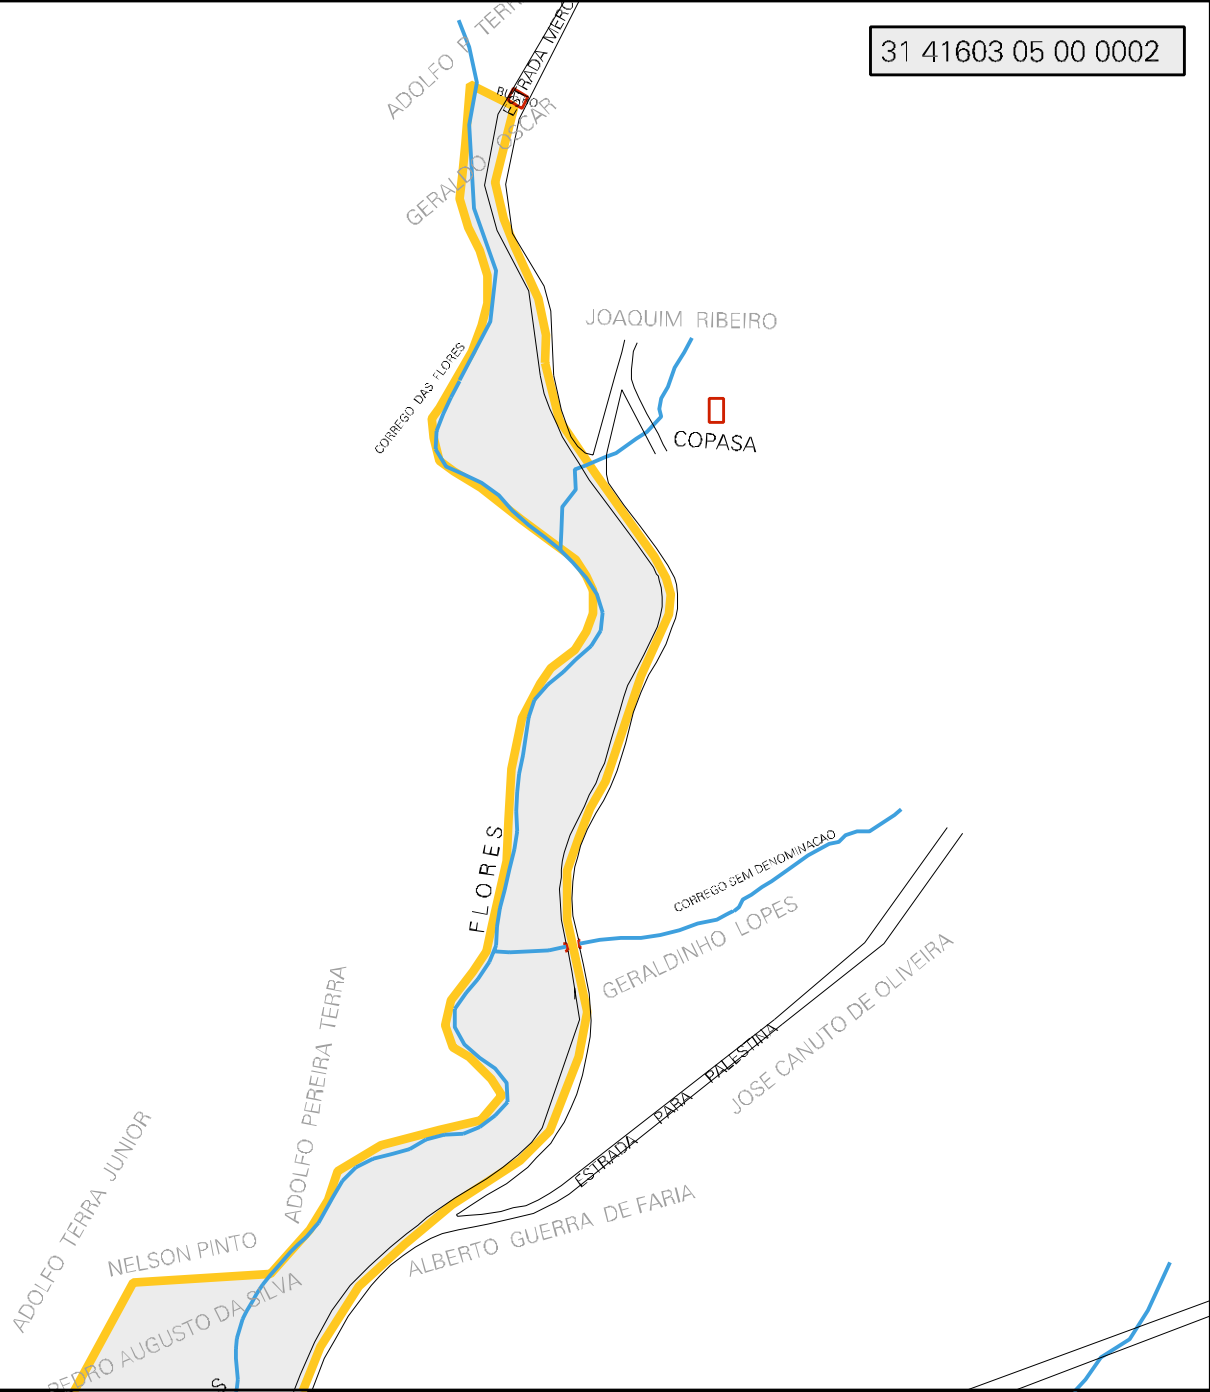 31 41603 05 00 0002
ESTRADA
GERALDO OSCAR
JOAQUIM RIBEIRO
CORREGO DAS FLORES
COPASA
FLORES
CORREGO SEM DENOMINACAO
GERALDINHO LOPES
JOSE CANUTO DE OLIVEIRA
ESTRADA PARA PALESTINA
ADOLFO PEREIRA TERRA
ADOLFO TERRA JUNIOR
ALBERTO GUERRA DE FARIA
NELSON PINTO
PEDRO AUGUSTO DA SILVA
S